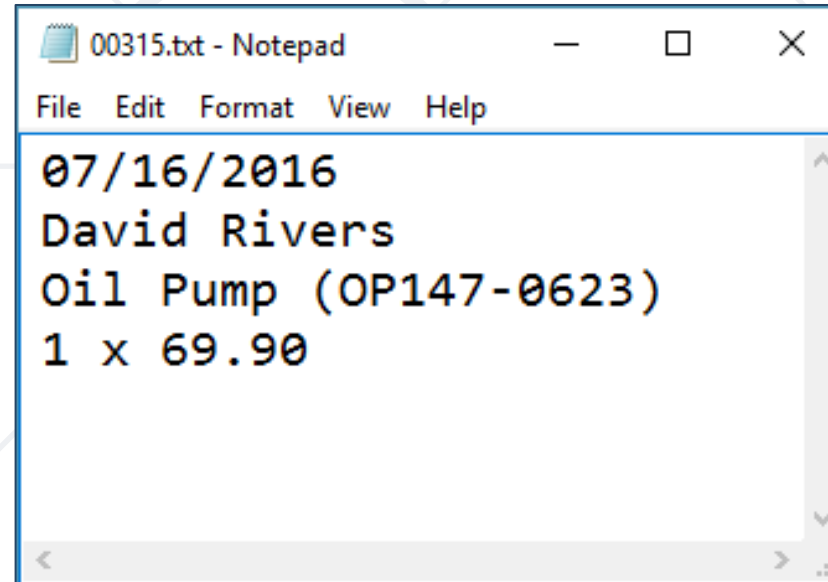 00315.txt - Notepad
File Edit Format View Help
07/16/2016
David Rivers
Oil Pump (OP147-0623)
1 x 69.90